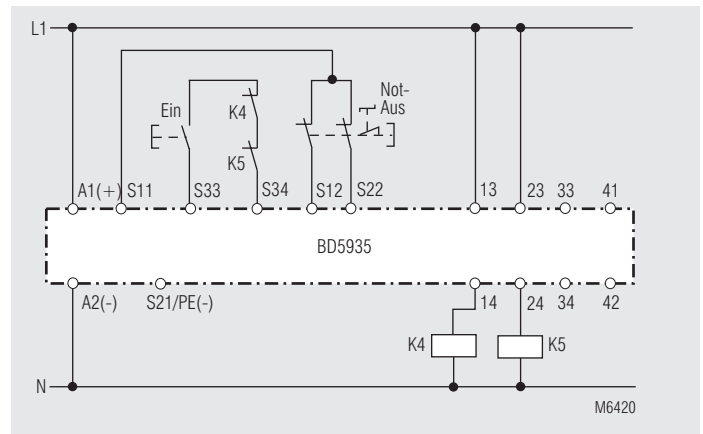 L1
Not-
Aus
Ein
K4
K5
A1(+) S11 S33 S34 S12 S22 13 23 33 41
BD5935
A2(-) S21/PE(-) 14 24 34 42
K4 K5
N
M6420